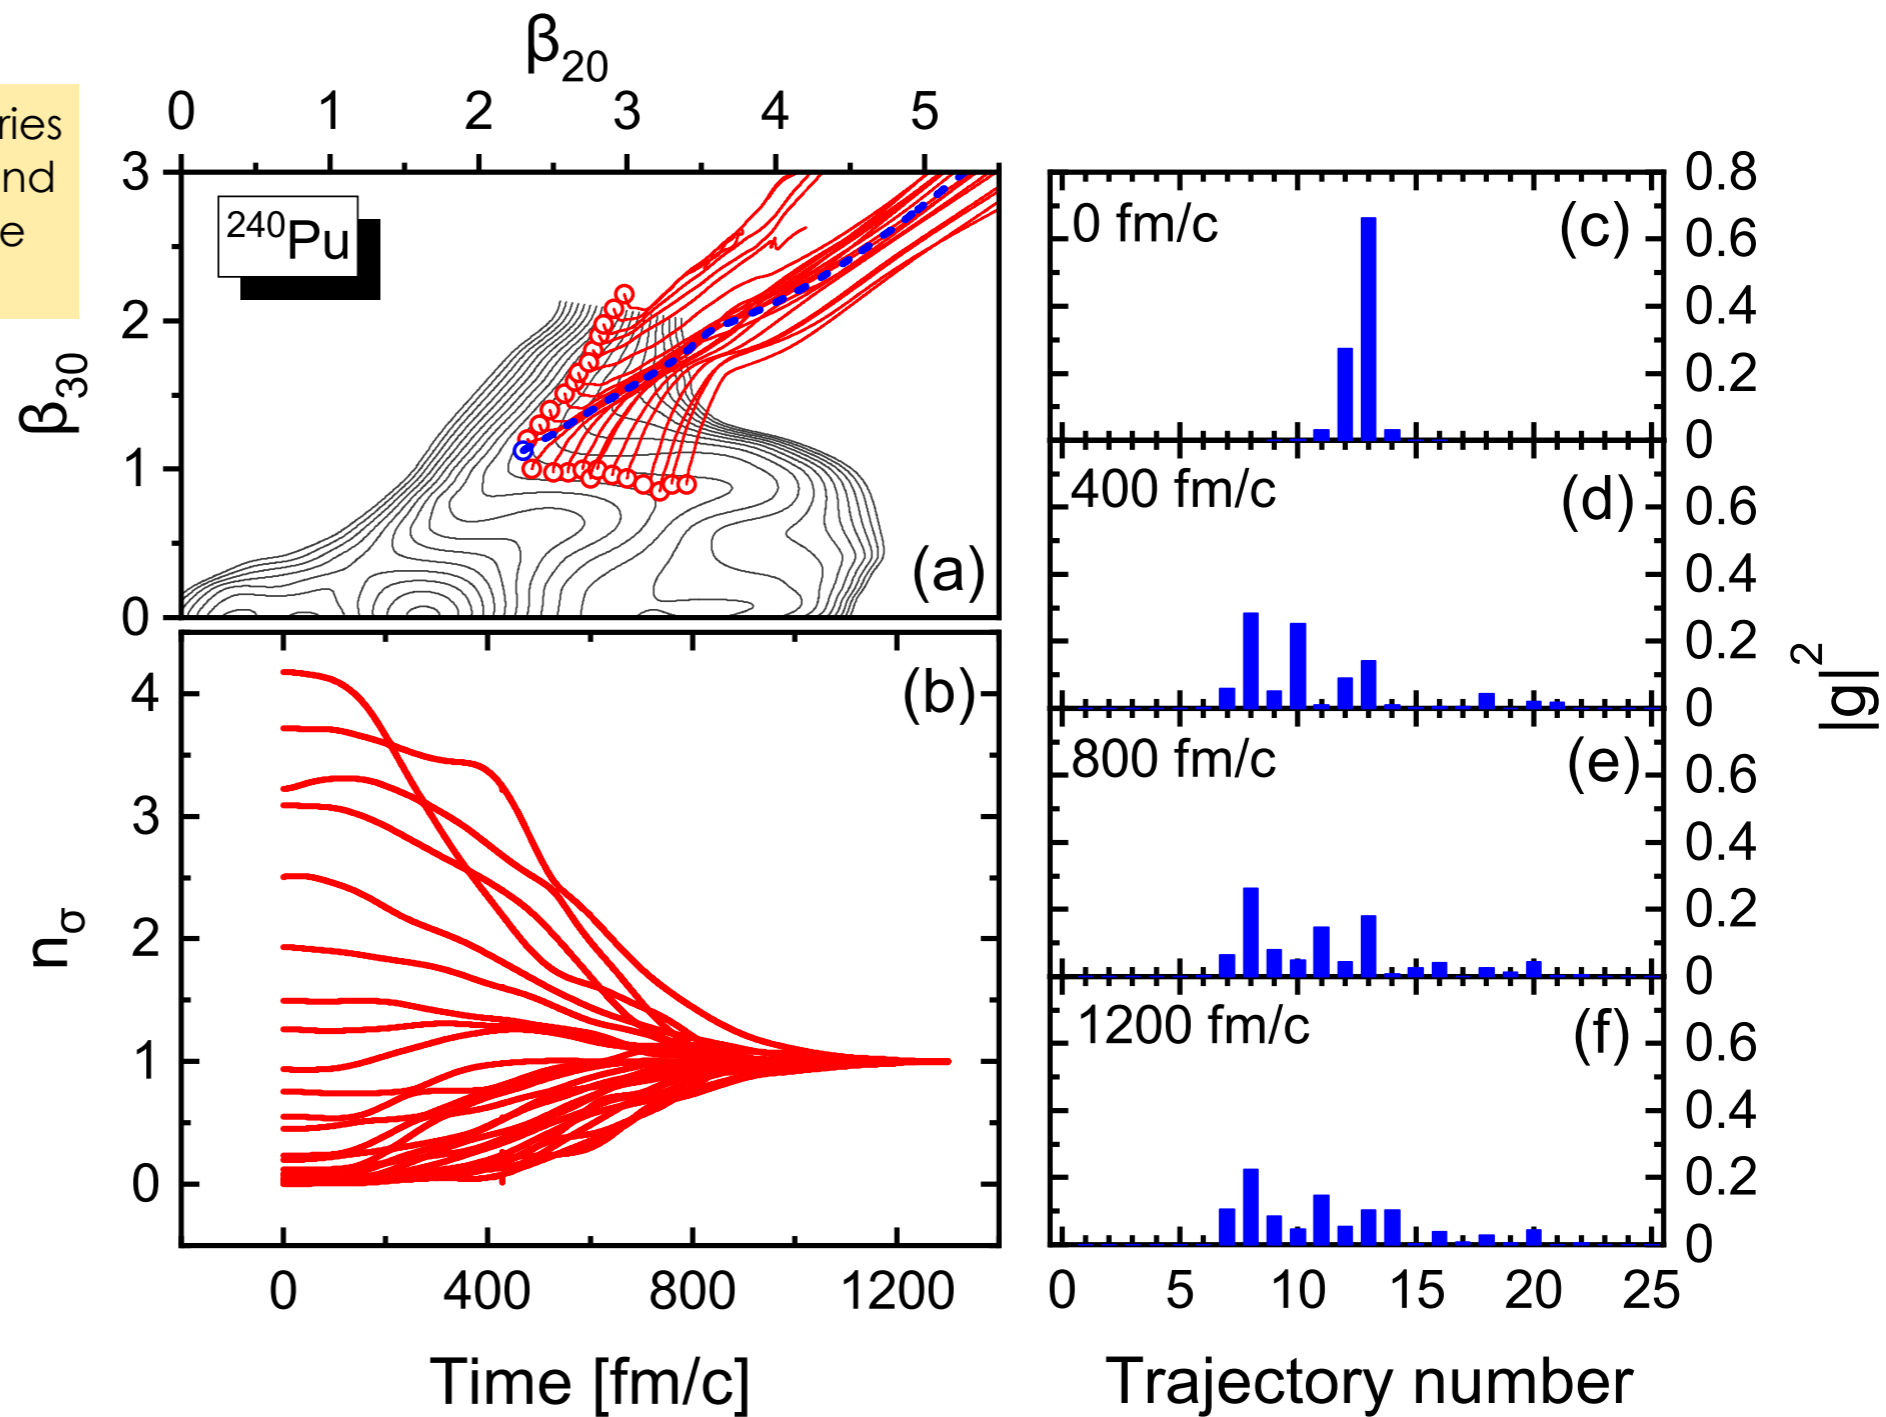 β20
0 1 2 3 4 5
ries
nd
e
3
2
1
0
β30
240Pu
(a)
4
3
2
1
0
nσ
(b)
0 400 800 1200
Time [fm/c]
0 fm/c (c)
0.8
0.6
0.4
0.2
0
400 fm/c (d)
0.6
0.4
0.2
0
800 fm/c (e)
0.6
0.4
0.2
0
1200 fm/c (f)
0.6
0.4
0.2
0
|g|2
0 5 10 15 20 25
Trajectory number